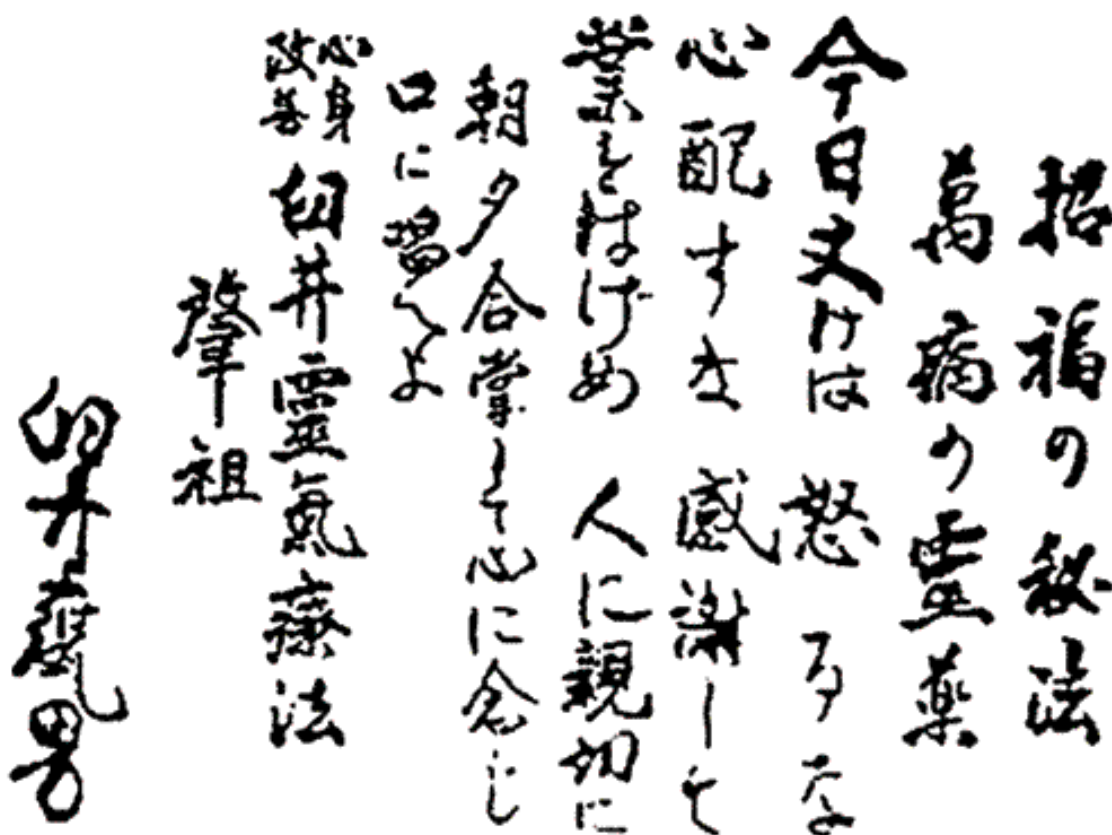 招福の秘法
萬病の霊薬
今日丈けは 怒るな
心配すな 感謝して
業をはげめ 人に親切に
朝夕合掌して心に念じ
口に唱へよ
心身
改善
臼井靈氣療法
肇祖
臼井甕男